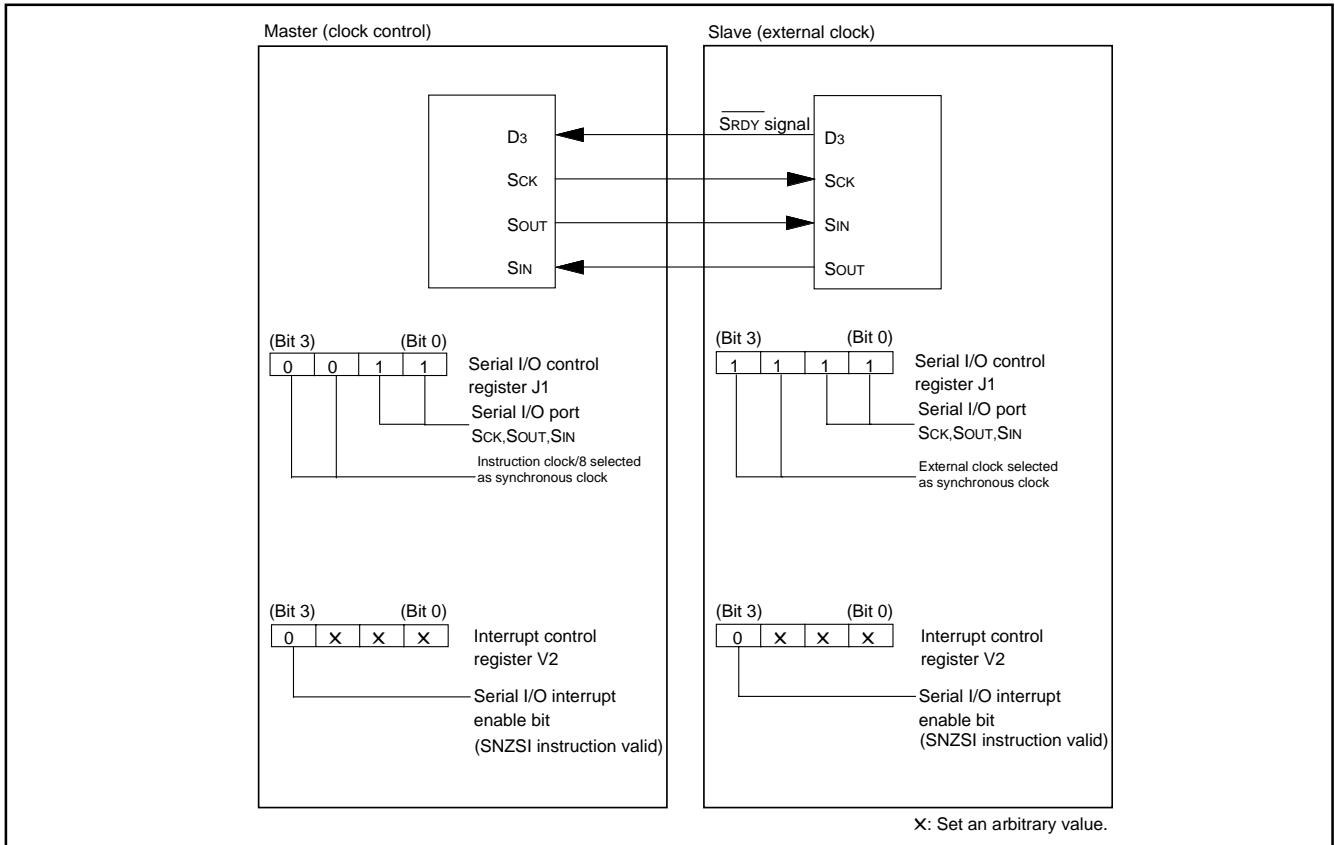 Master (clock control)
D3
SCK
SOUT
SIN
(Bit 3) (Bit 0)
0 0 1 1
Serial I/O control
register J1
Serial I/O port
SCK,SOUT,SIN
Instruction clock/8 selected
as synchronous clock
(Bit 3) (Bit 0)
0 × × ×
Interrupt control
register V2
Serial I/O interrupt
enable bit
(SNZSI instruction valid)
Slave (external clock)
SRDY signal
D3
SCK
SIN
SOUT
(Bit 3) (Bit 0)
1 1 1 1
Serial I/O control
register J1
Serial I/O port
SCK,SOUT,SIN
External clock selected
as synchronous clock
(Bit 3) (Bit 0)
0 × × ×
Interrupt control
register V2
Serial I/O interrupt
enable bit
(SNZSI instruction valid)
×: Set an arbitrary value.